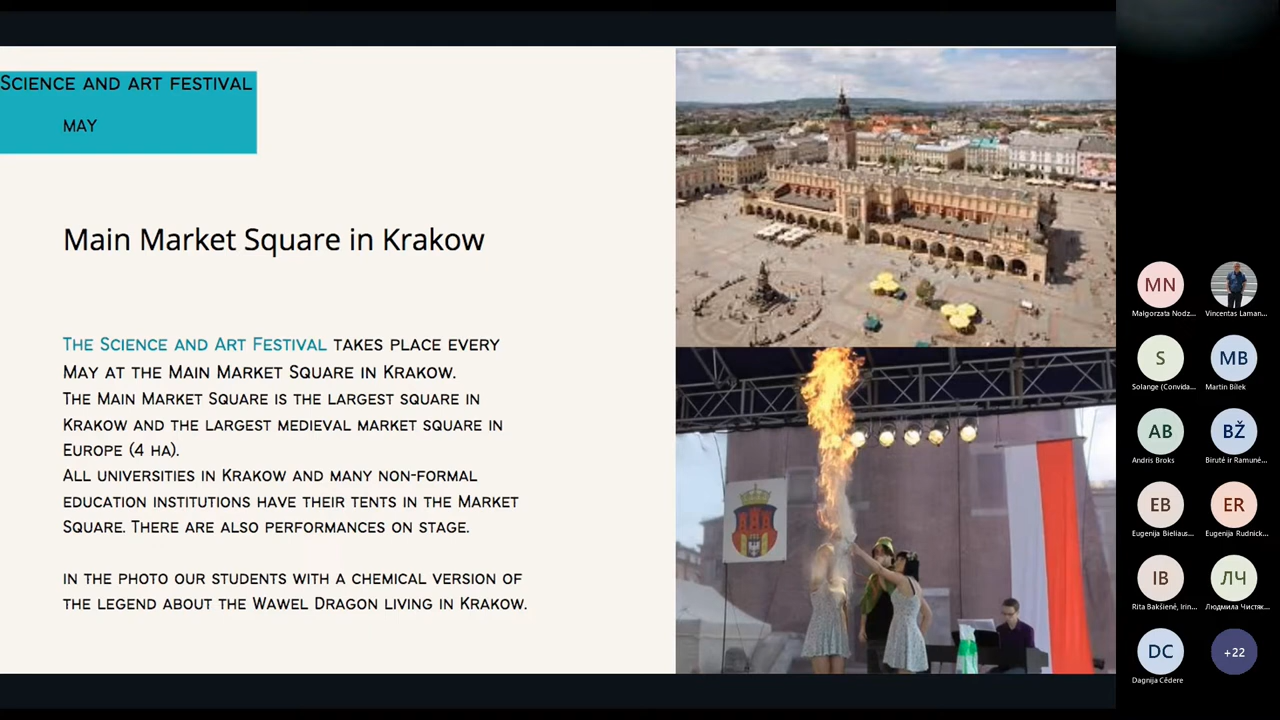 Science and art festival
may
Main Market Square in Krakow
The Science and Art Festival takes place every
May at the Main Market Square in Krakow.
The Main Market Square is the largest square in
Krakow and the largest medieval market square in
Europe (4 ha).
All universities in Krakow and many non-formal
education institutions have their tents in the Market
Square. There are also performances on stage.
in the photo our students with a chemical version of
the legend about the Wawel Dragon living in Krakow.
MN
Małgorzata Nodz...
Vincentas Laman...
S
MB
Solange (Convida...
Martin Bílek
AB
BŽ
Andris Broks
Birutė ir Ramunė...
EB
ER
Eugenija Bieliaus...
Eugenija Rudnick...
IB
ЛЧ
Rita Bakšienė, Irin...
Людмила Чистяк...
DC
+22
Dagnija Cēdere